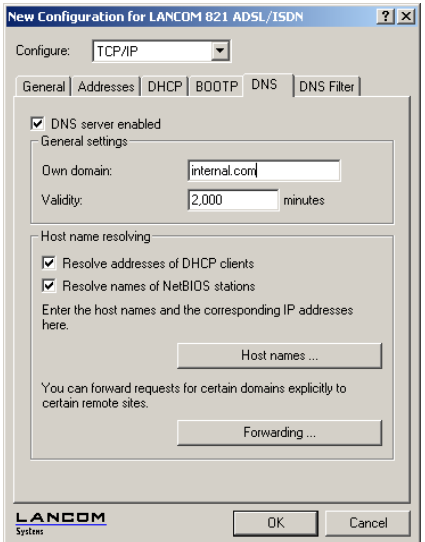 New Configuration for LANCOM 821 ADSL/ISDN
Configure: TCP/IP
General Addresses DHCP BOOTP DNS DNS Filter
DNS server enabled
General settings
Own domain: internal.com
Validity: 2,000 minutes
Host name resolving
Resolve addresses of DHCP clients
Resolve names of NetBIOS stations
Enter the host names and the corresponding IP addresses
here.
Host names ...
You can forward requests for certain domains explicitly to
certain remote sites.
Forwarding ...
LANCOM
Systems
OK Cancel